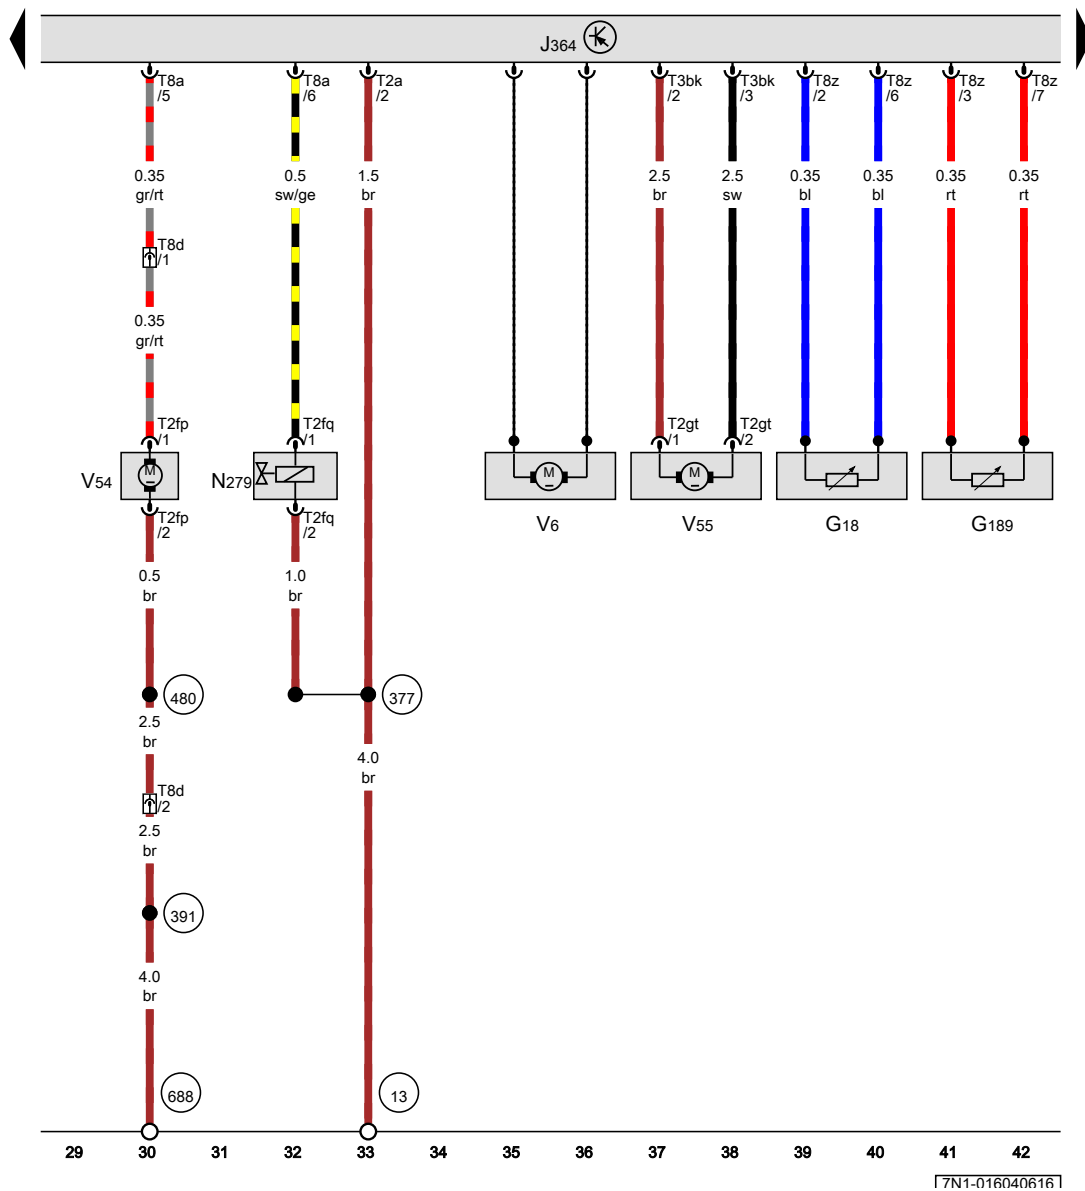 J364
T8a T8a T2a T3bk T3bk T8z T8z T8z T8z
/5 /6 /2 /2 /3 /2 /6 /3 /7
0.35 0.5 1.5 2.5 2.5 0.35 0.35 0.35 0.35
gr/rt sw/ge br br sw bl bl rt rt
T8d
/1
0.35
gr/rt
T2fp T2fq T2gt T2gt
/1 /1 /1 /2
M M M
V54 N279
T2fp T2fq
/2 /2
V6 V55 G18 G189
0.5 1.0
br br
480 377
2.5
br
4.0
br
T8d
/2
2.5
br
391
4.0
br
688 13
29 30 31 32 33 34 35 36 37 38 39 40 41 42
7N1-016040616